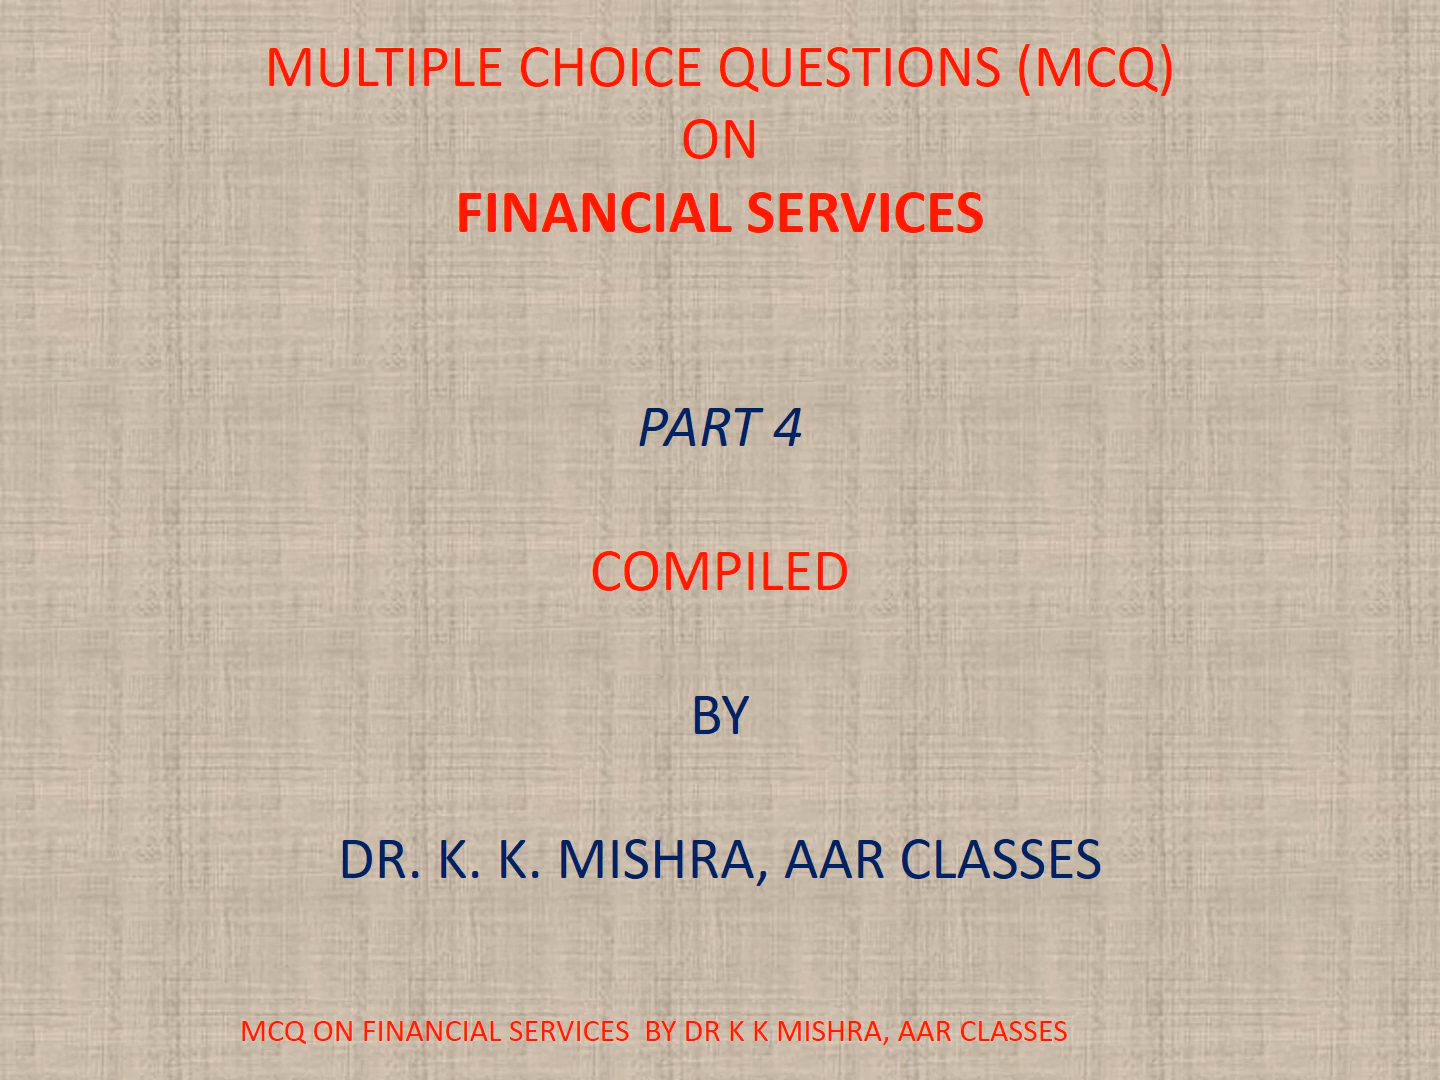 MULTIPLE CHOICE QUESTIONS (MCQ)
ON
FINANCIAL SERVICES
PART 4
COMPILED
BY
DR. K. K. MISHRA, AAR CLASSES
MCQ ON FINANCIAL SERVICES  BY DR K K MISHRA, AAR CLASSES